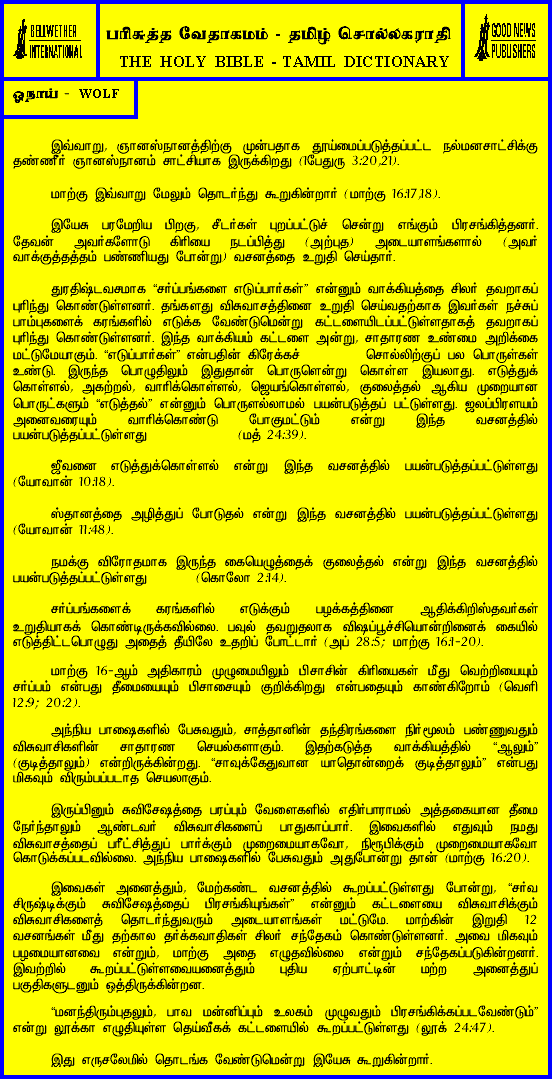 BELLWETHER
INTERNATIONAL
பரிசுத்த வேதாகமம் - தமிழ் சொல்லகராதி
THE HOLY BIBLE - TAMIL DICTIONARY
GOOD NEWS
PUBLISHERS
ஓநாய் - WOLF
இவ்வாறு, ஞானஸ்நானத்திற்கு முன்பதாக தூய்மைப்படுத்தப்பட்ட நல்மனசாட்சிக்கு
தண்ணீர் ஞானஸ்நானம் சாட்சியாக இருக்கிறது (1பேதுரு 3:20,21).
மாற்கு இவ்வாறு மேலும் தொடர்ந்து கூறுகின்றார் (மாற்கு 16:17,18).
இயேசு பரமேறிய பிறகு, சீடர்கள் புறப்பட்டுச் சென்று எங்கும் பிரசங்கித்தனர்.
தேவன் அவர்களோடு கிரியை நடப்பித்து (அற்புத) அடையாளங்களால் (அவர்
வாக்குத்தத்தம் பண்ணியது போன்று) வசனத்தை உறுதி செய்தார்.
துரதிஷ்டவசமாக “சர்ப்பங்களை எடுப்பார்கள்” என்னும் வாக்கியத்தை சிலர் தவறாகப்
புரிந்து கொண்டுள்ளனர். தங்களது விசுவாசத்தினை உறுதி செய்வதற்காக இவர்கள் நச்சுப்
பாம்புகளைக் கரங்களில் எடுக்க வேண்டுமென்று கட்டளையிடப்பட்டுள்ளதாகத் தவறாகப்
புரிந்து கொண்டுள்ளனர். இந்த வாக்கியம் கட்டளை அன்று, சாதாரண உண்மை அறிக்கை
மட்டுமேயாகும். “எடுப்பார்கள்” என்பதின் கிரேக்கச் சொல்லிற்குப் பல பொருள்கள்
உண்டு. இருந்த பொழுதிலும் இதுதான் பொருளென்று கொள்ள இயலாது. எடுத்துக்
கொள்ளல், அகற்றல், வாரிக்கொள்ளல், ஜெயங்கொள்ளல், குலைத்தல் ஆகிய முறையான
பொருட்களும் “எடுத்தல்” என்னும் பொருளல்லாமல் பயன்படுத்தப் பட்டுள்ளது. ஜலப்பிரளயம்
அனைவரையும் வாரிக்கொண்டு போகுமட்டும் என்று இந்த வசனத்தில்
பயன்படுத்தப்பட்டுள்ளது (மத் 24:39).
ஜீவனை எடுத்துக்கொள்ளல் என்று இந்த வசனத்தில் பயன்படுத்தப்பட்டுள்ளது
(யோவான் 10:18).
ஸ்தானத்தை அழித்துப் போடுதல் என்று இந்த வசனத்தில் பயன்படுத்தப்பட்டுள்ளது
(யோவான் 11:48).
நமக்கு விரோதமாக இருந்த கையெழுத்தைக் குலைத்தல் என்று இந்த வசனத்தில்
பயன்படுத்தப்பட்டுள்ளது (கொலோ 2:14).
சர்ப்பங்களைக் கரங்களில் எடுக்கும் பழக்கத்தினை ஆதிக்கிறிஸ்தவர்கள்
உறுதியாகக் கொண்டிருக்கவில்லை. பவுல் தவறுதலாக விஷப்பூச்சியொன்றினைக் கையில்
எடுத்திட்டபொழுது அதைத் தீயிலே உதறிப் போட்டார் (அப் 28:5; மாற்கு 16:1-20).
மாற்கு 16-ஆம் அதிகாரம் முழுமையிலும் பிசாசின் கிரியைகள் மீது வெற்றியையும்
சர்ப்பம் என்பது தீமையையும் பிசாசையும் குறிக்கிறது என்பதையும் காண்கிறோம் (வெளி
12:9; 20:2).
அந்நிய பாஷைகளில் பேசுவதும், சாத்தானின் தந்திரங்களை நிர்மூலம் பண்ணுவதும்
விசுவாசிகளின் சாதாரண செயல்களாகும். இதற்கடுத்த வாக்கியத்தில் “ஆலும்”
(குடித்தாலும்) என்றிருக்கின்றது. “சாவுக்கேதுவான யாதொன்றைக் குடித்தாலும்” என்பது
மிகவும் விரும்பப்படாத செயலாகும்.
இருப்பினும் சுவிசேஷத்தை பரப்பும் வேளைகளில் எதிர்பாராமல் அத்தகையான தீமை
நேர்ந்தாலும் ஆண்டவர் விசுவாசிகளைப் பாதுகாப்பார். இவைகளில் எதுவும் நமது
விசுவாசத்தைப் பரீட்சித்துப் பார்க்கும் முறைமையாகவோ, நிரூபிக்கும் முறைமையாகவோ
கொடுக்கப்படவில்லை. அந்நிய பாஷைகளில் பேசுவதும் அதுபோன்று தான் (மாற்கு 16:20).
இவைகள் அனைத்தும், மேற்கண்ட வசனத்தில் கூறப்பட்டுள்ளது போன்று, “சர்வ
சிருஷ்டிக்கும் சுவிசேஷத்தைப் பிரசங்கியுங்கள்” என்னும் கட்டளையை விசுவாசிக்கும்
விசுவாசிகளைத் தொடர்ந்துவரும் அடையாளங்கள் மட்டுமே. மாற்கின் இறுதி 12
வசனங்கள் மீது தற்கால தர்க்கவாதிகள் சிலர் சந்தேகம் கொண்டுள்ளனர். அவை மிகவும்
பழமையானவை என்றும், மாற்கு அதை எழுதவில்லை என்றும் சந்தேகப்படுகின்றனர்.
இவற்றில் கூறப்பட்டுள்ளவையனைத்தும் புதிய ஏற்பாட்டின் மற்ற அனைத்துப்
பகுதிகளுடனும் ஒத்திருக்கின்றன.
“மனந்திரும்புதலும், பாவ மன்னிப்பும் உலகம் முழுவதும் பிரசங்கிக்கப்படவேண்டும்”
என்று லூக்கா எழுதியுள்ள தெய்வீகக் கட்டளையில் கூறப்பட்டுள்ளது (லூக் 24:47).
இது எருசலேமில் தொடங்க வேண்டுமென்று இயேசு கூறுகின்றார்.